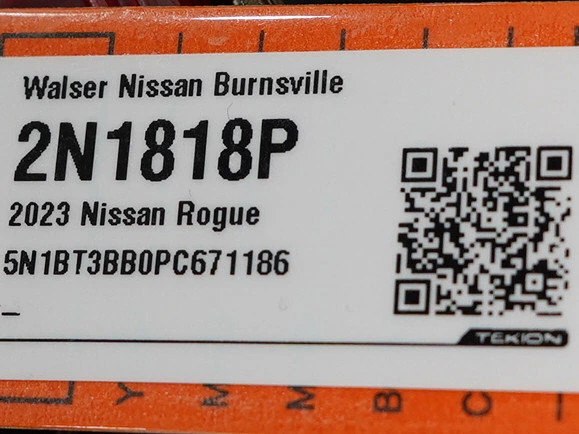 Walser Nissan Burnsville
2N1818P
2023 Nissan Rogue
5N1BT3BB0PC671186
–
TEKION
Y
M
M
B
C